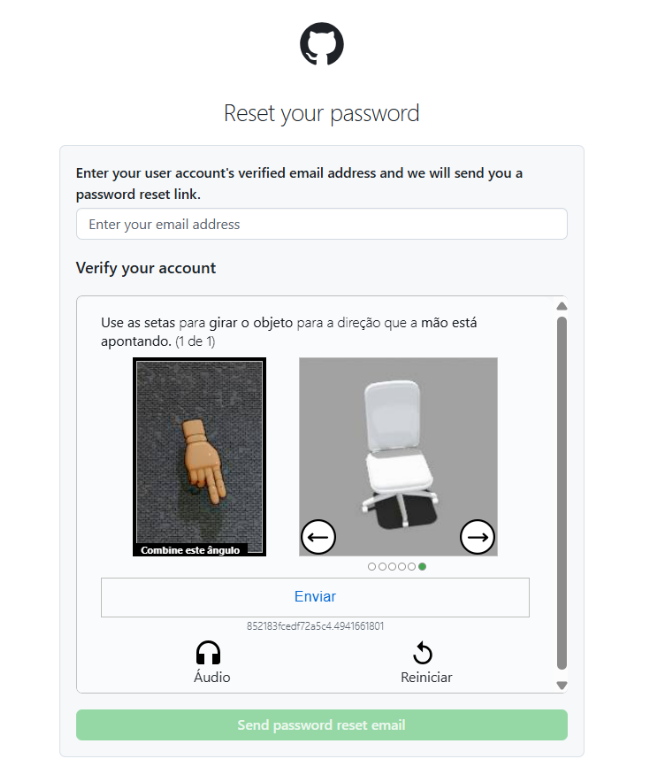 Reset your password
Enter your user account's verified email address and we will send you a
password reset link.
Enter your email address
Verify your account
Use as setas para girar o objeto para a direção que a mão está
apontando. (1 de 1)
Combine este ângulo
Enviar
852183fcedf72a5c4.4941661801
Áudio
Reiniciar
Send password reset email